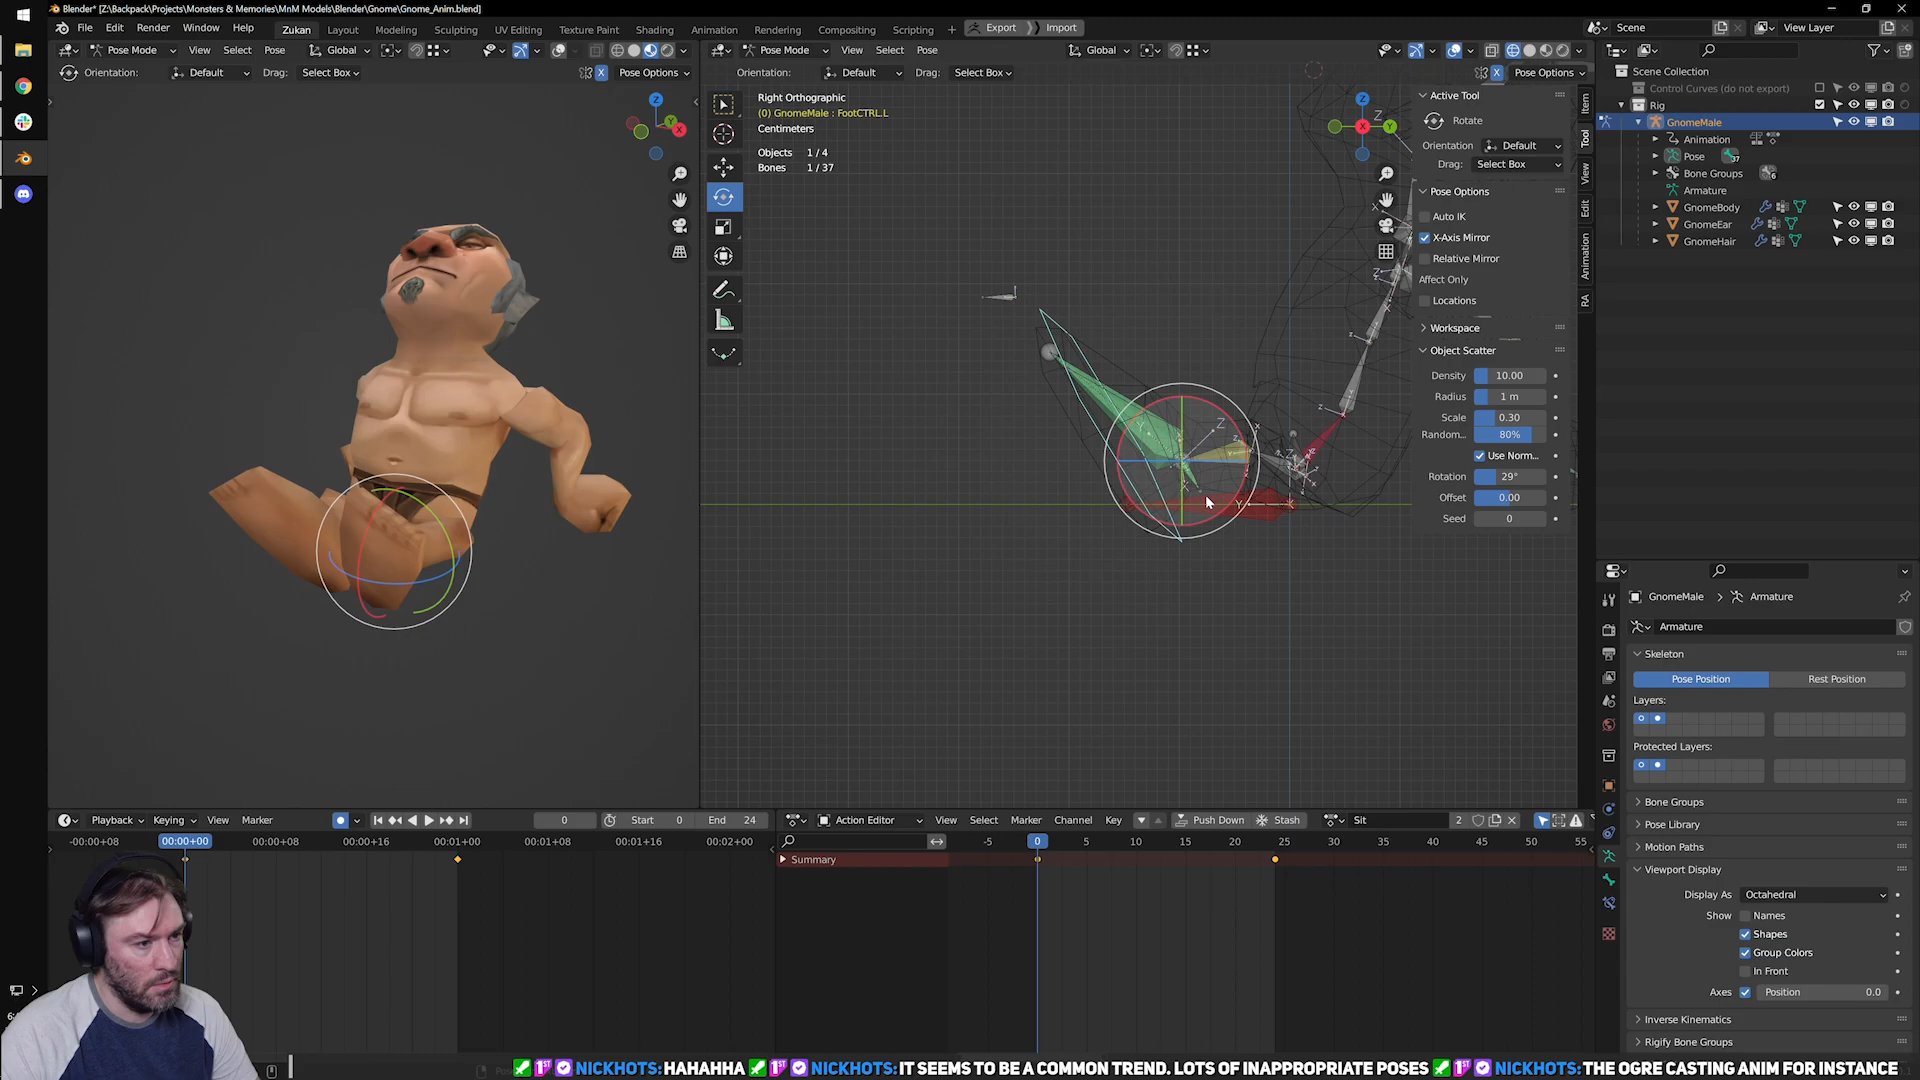 Blender* [Z:\Backpack\Projects\Monsters & Memories\MnM Models\Blender\Gnome\Gnome_Anim.blend]
File Edit Render Window Help Zukan Layout Modeling Sculpting UV Editing Texture Paint Shading Animation Rendering Compositing Scripting + Export Import Scene View Layer
Pose Mode View Select Pose Global
Pose Mode View Select Pose Global
Orientation: Default Drag: Select Box X Pose Options
Orientation: Default Drag: Select Box X Pose Options
Scene Collection
Control Curves (do not export)
Rig
GnomeMale
Animation
Pose 37
Bone Groups 6
Armature
GnomeBody
GnomeEar
GnomeHair
Right Orthographic
(0) GnomeMale : FootCTRL.L
Centimeters
Objects 1 / 4
Bones 1 / 37
Active Tool
Rotate
Orientation Default
Drag: Select Box
Pose Options
Auto IK
X-Axis Mirror
Relative Mirror
Affect Only
Locations
Workspace
Object Scatter
Density 10.00
Radius 1 m
Scale 0.30
Random... 80%
Use Norm...
Rotation 29°
Offset 0.00
Seed 0
Item
Tool
View
Edit
Animation
RA
GnomeMale > Armature
Armature
Skeleton
Pose Position Rest Position
Layers:
Protected Layers:
Bone Groups
Pose Library
Motion Paths
Viewport Display
Display As Octahedral
Show Names
Shapes
Group Colors
In Front
Axes Position 0.0
Inverse Kinematics
Rigify Bone Groups
Playback Keying View Marker 0 Start 0 End 24
-00:00+08 00:00+00 00:00+08 00:00+16 00:01+00 00:01+08 00:01+16 00:02+00
Action Editor View Select Marker Channel Key Push Down Stash Sit 2
-5 0 5 10 15 20 25 30 35 40 45 50 55
Summary
NICKHOTS: HAHAHHA NICKHOTS: IT SEEMS TO BE A COMMON TREND. LOTS OF INAPPROPRIATE POSES NICKHOTS: THE OGRE CASTING ANIM FOR INSTANCE